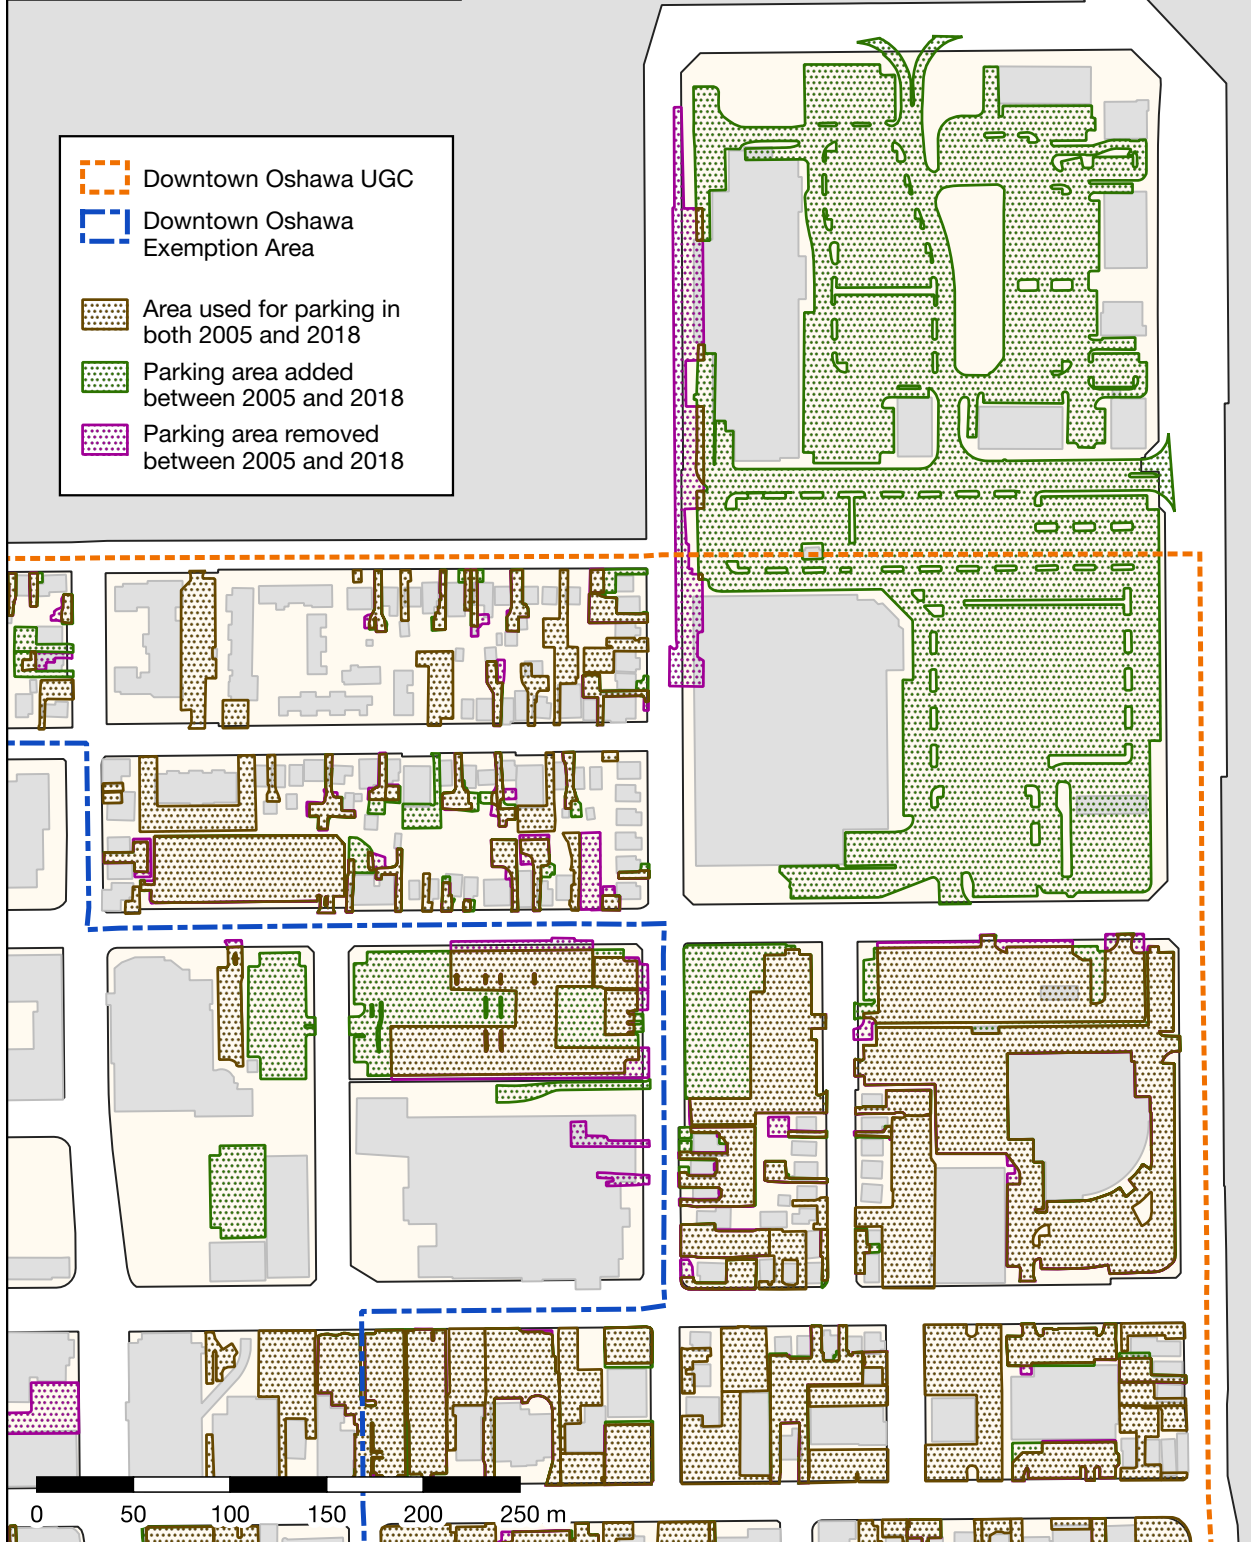 Downtown Oshawa UGC
Downtown Oshawa
Exemption Area
Area used for parking in
both 2005 and 2018
Parking area added
between 2005 and 2018
Parking area removed
between 2005 and 2018
0 50 100 150 200 250 m